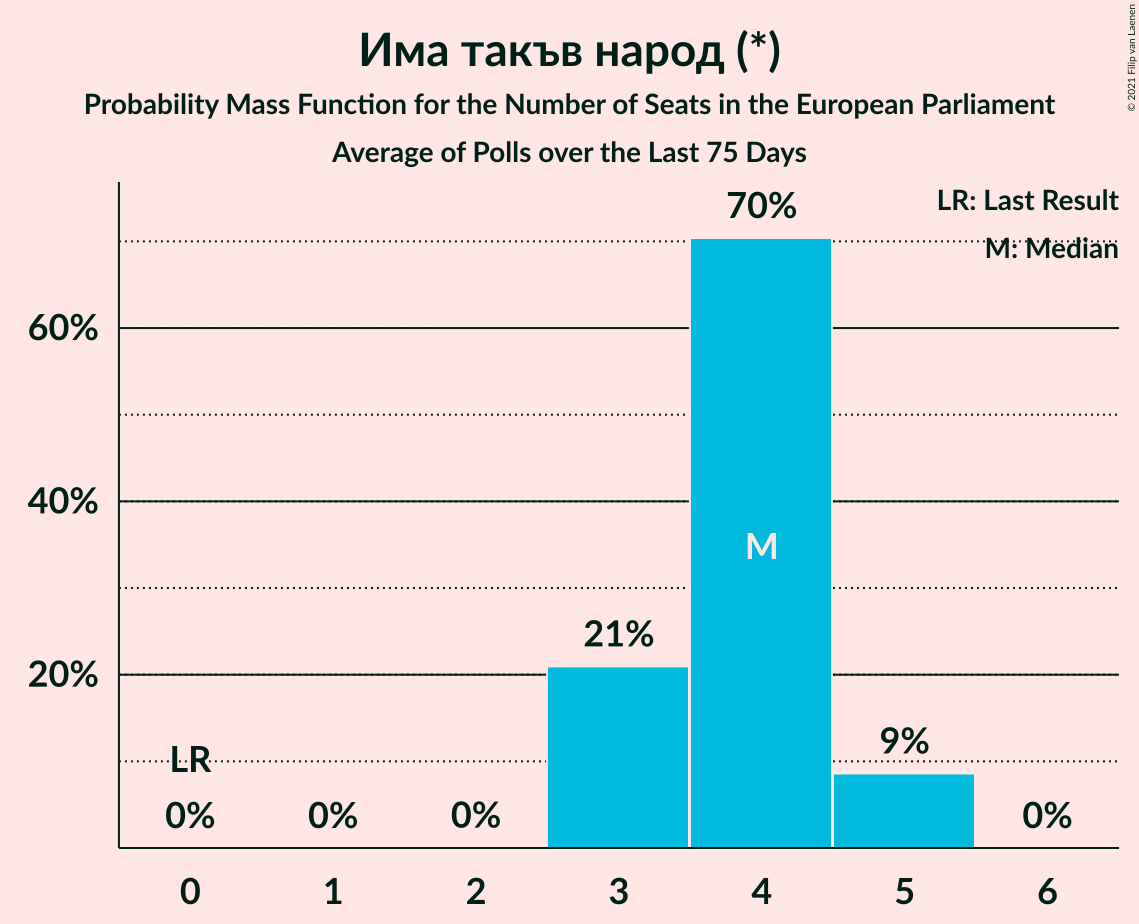 Има такъв народ (*)
Probability Mass Function for the Number of Seats in the European Parliament
Average of Polls over the Last 75 Days
© 2021 Filip van Laenen
LR: Last Result
M: Median
70%
60%
40%
M
21%
20%
9%
LR
0%
0%
0%
0%
0
1
2
3
4
5
6